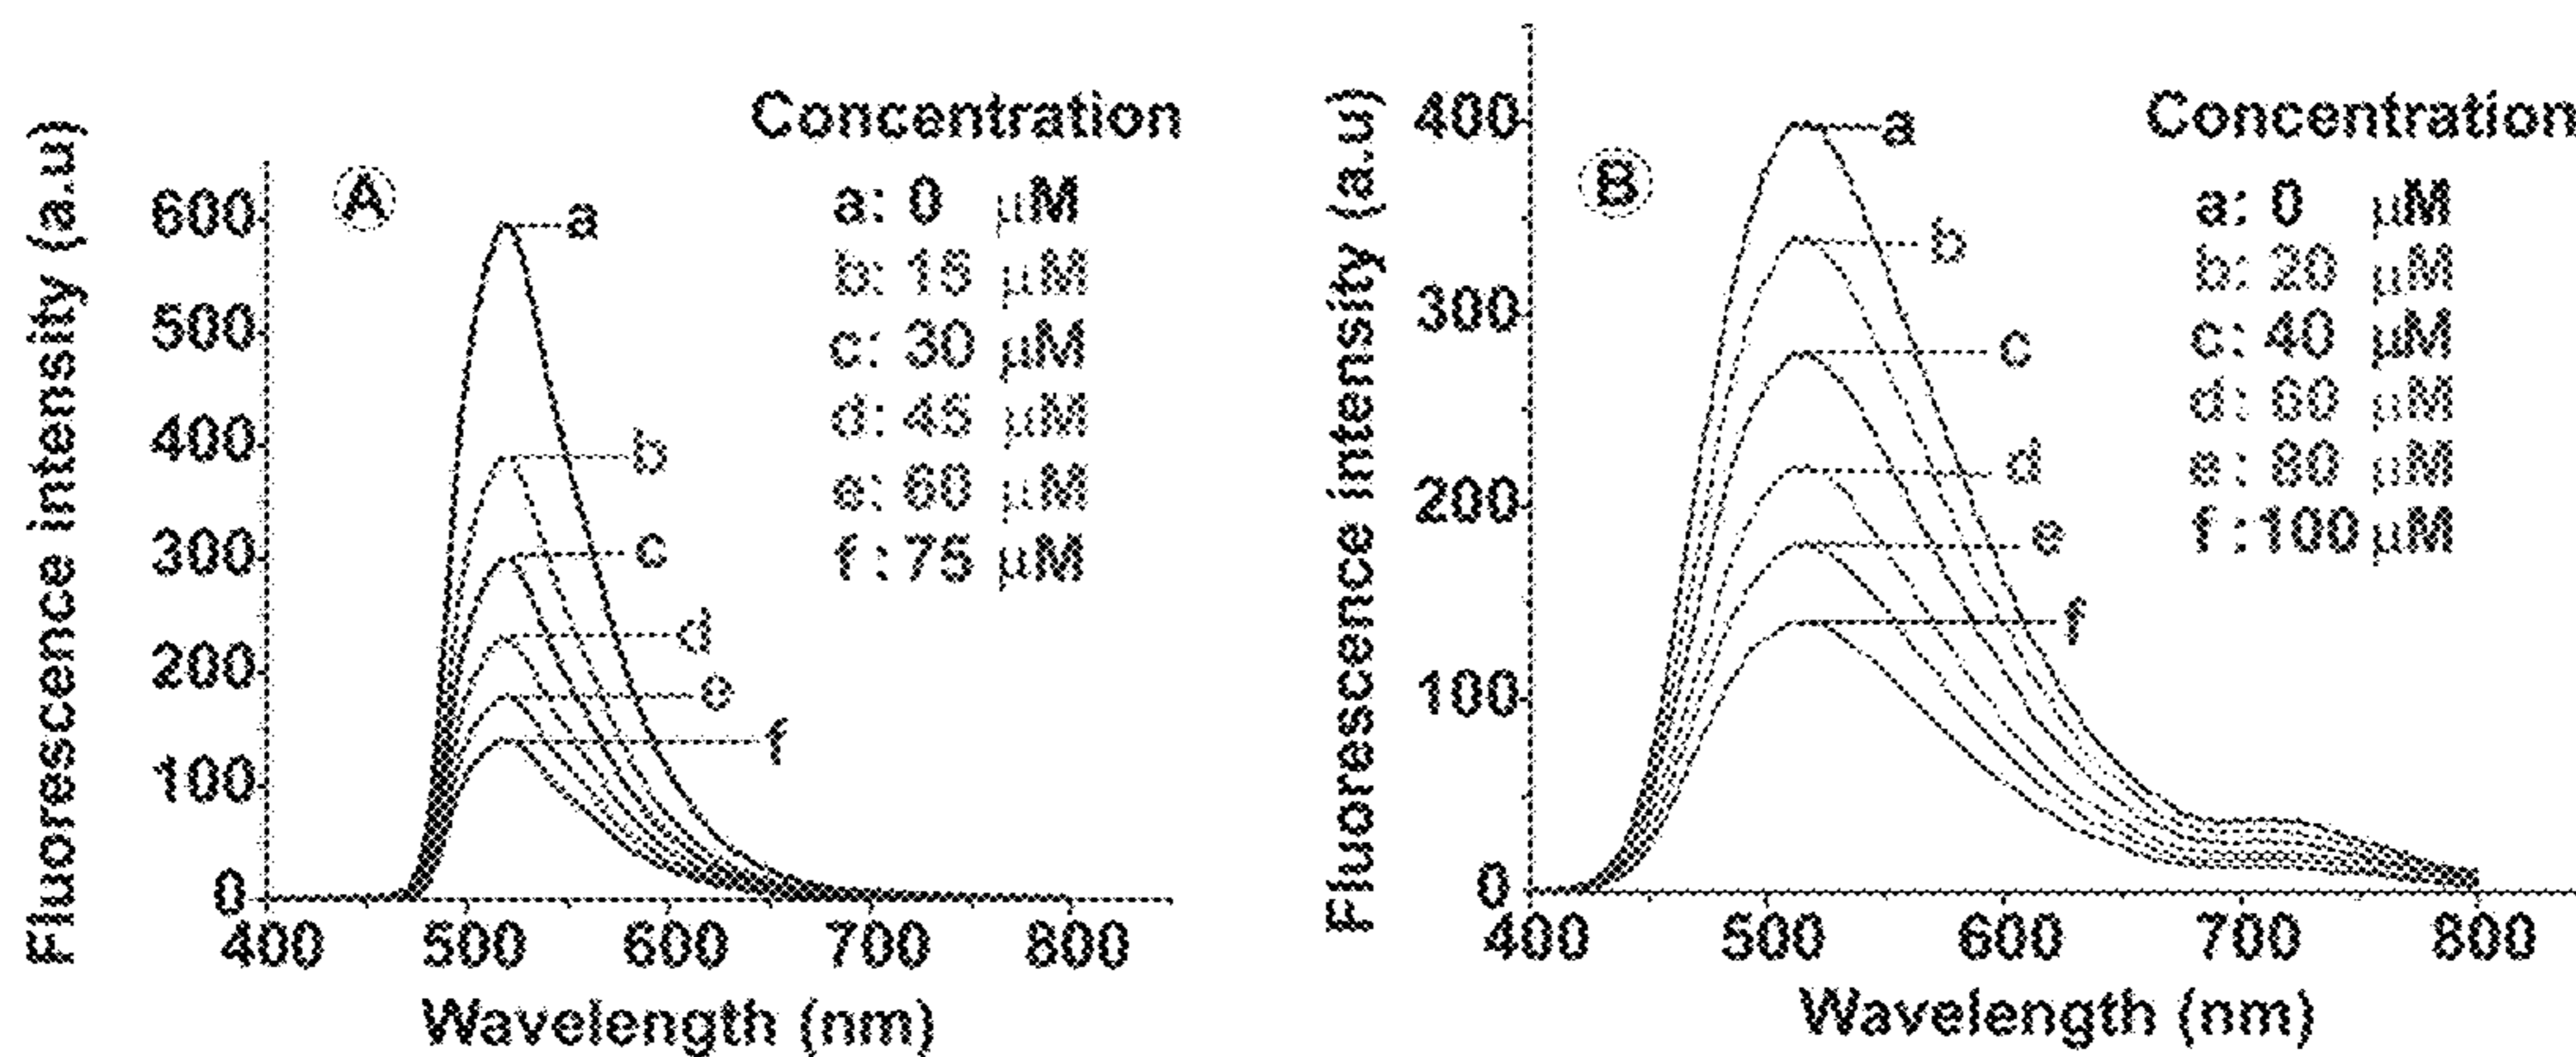 Fluorescence intensity (a.u)
A
Concentration
a: 0 μM
b: 15 μM
c: 30 μM
d: 45 μM
e: 60 μM
f: 75 μM
600
500
400
300
200
100
0
a
b
c
d
e
f
400 500 600 700 800
Wavelength (nm)
Fluorescence intensity (a.u)
B
Concentration
a: 0 μM
b: 20 μM
c: 40 μM
d: 60 μM
e: 80 μM
f: 100 μM
400
300
200
100
0
a
b
c
d
e
f
400 500 600 700 800
Wavelength (nm)